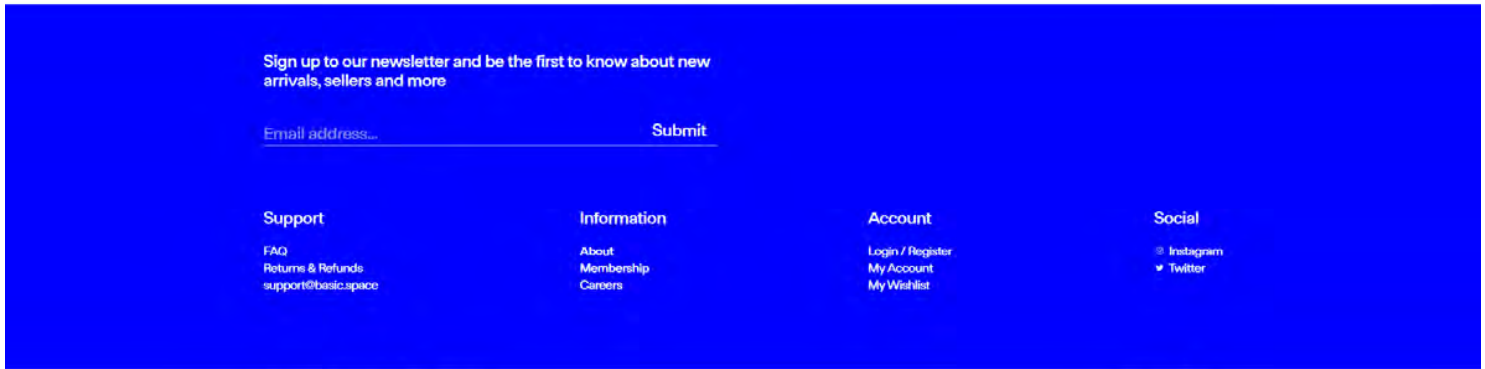 Sign up to our newsletter and be the first to know about new
arrivals, sellers and more
Email address...
Submit
Support
FAQ
Returns & Refunds
support@basic.space
Information
About
Membership
Careers
Account
Login / Register
My Account
My Wishlist
Social
Instagram
Twitter